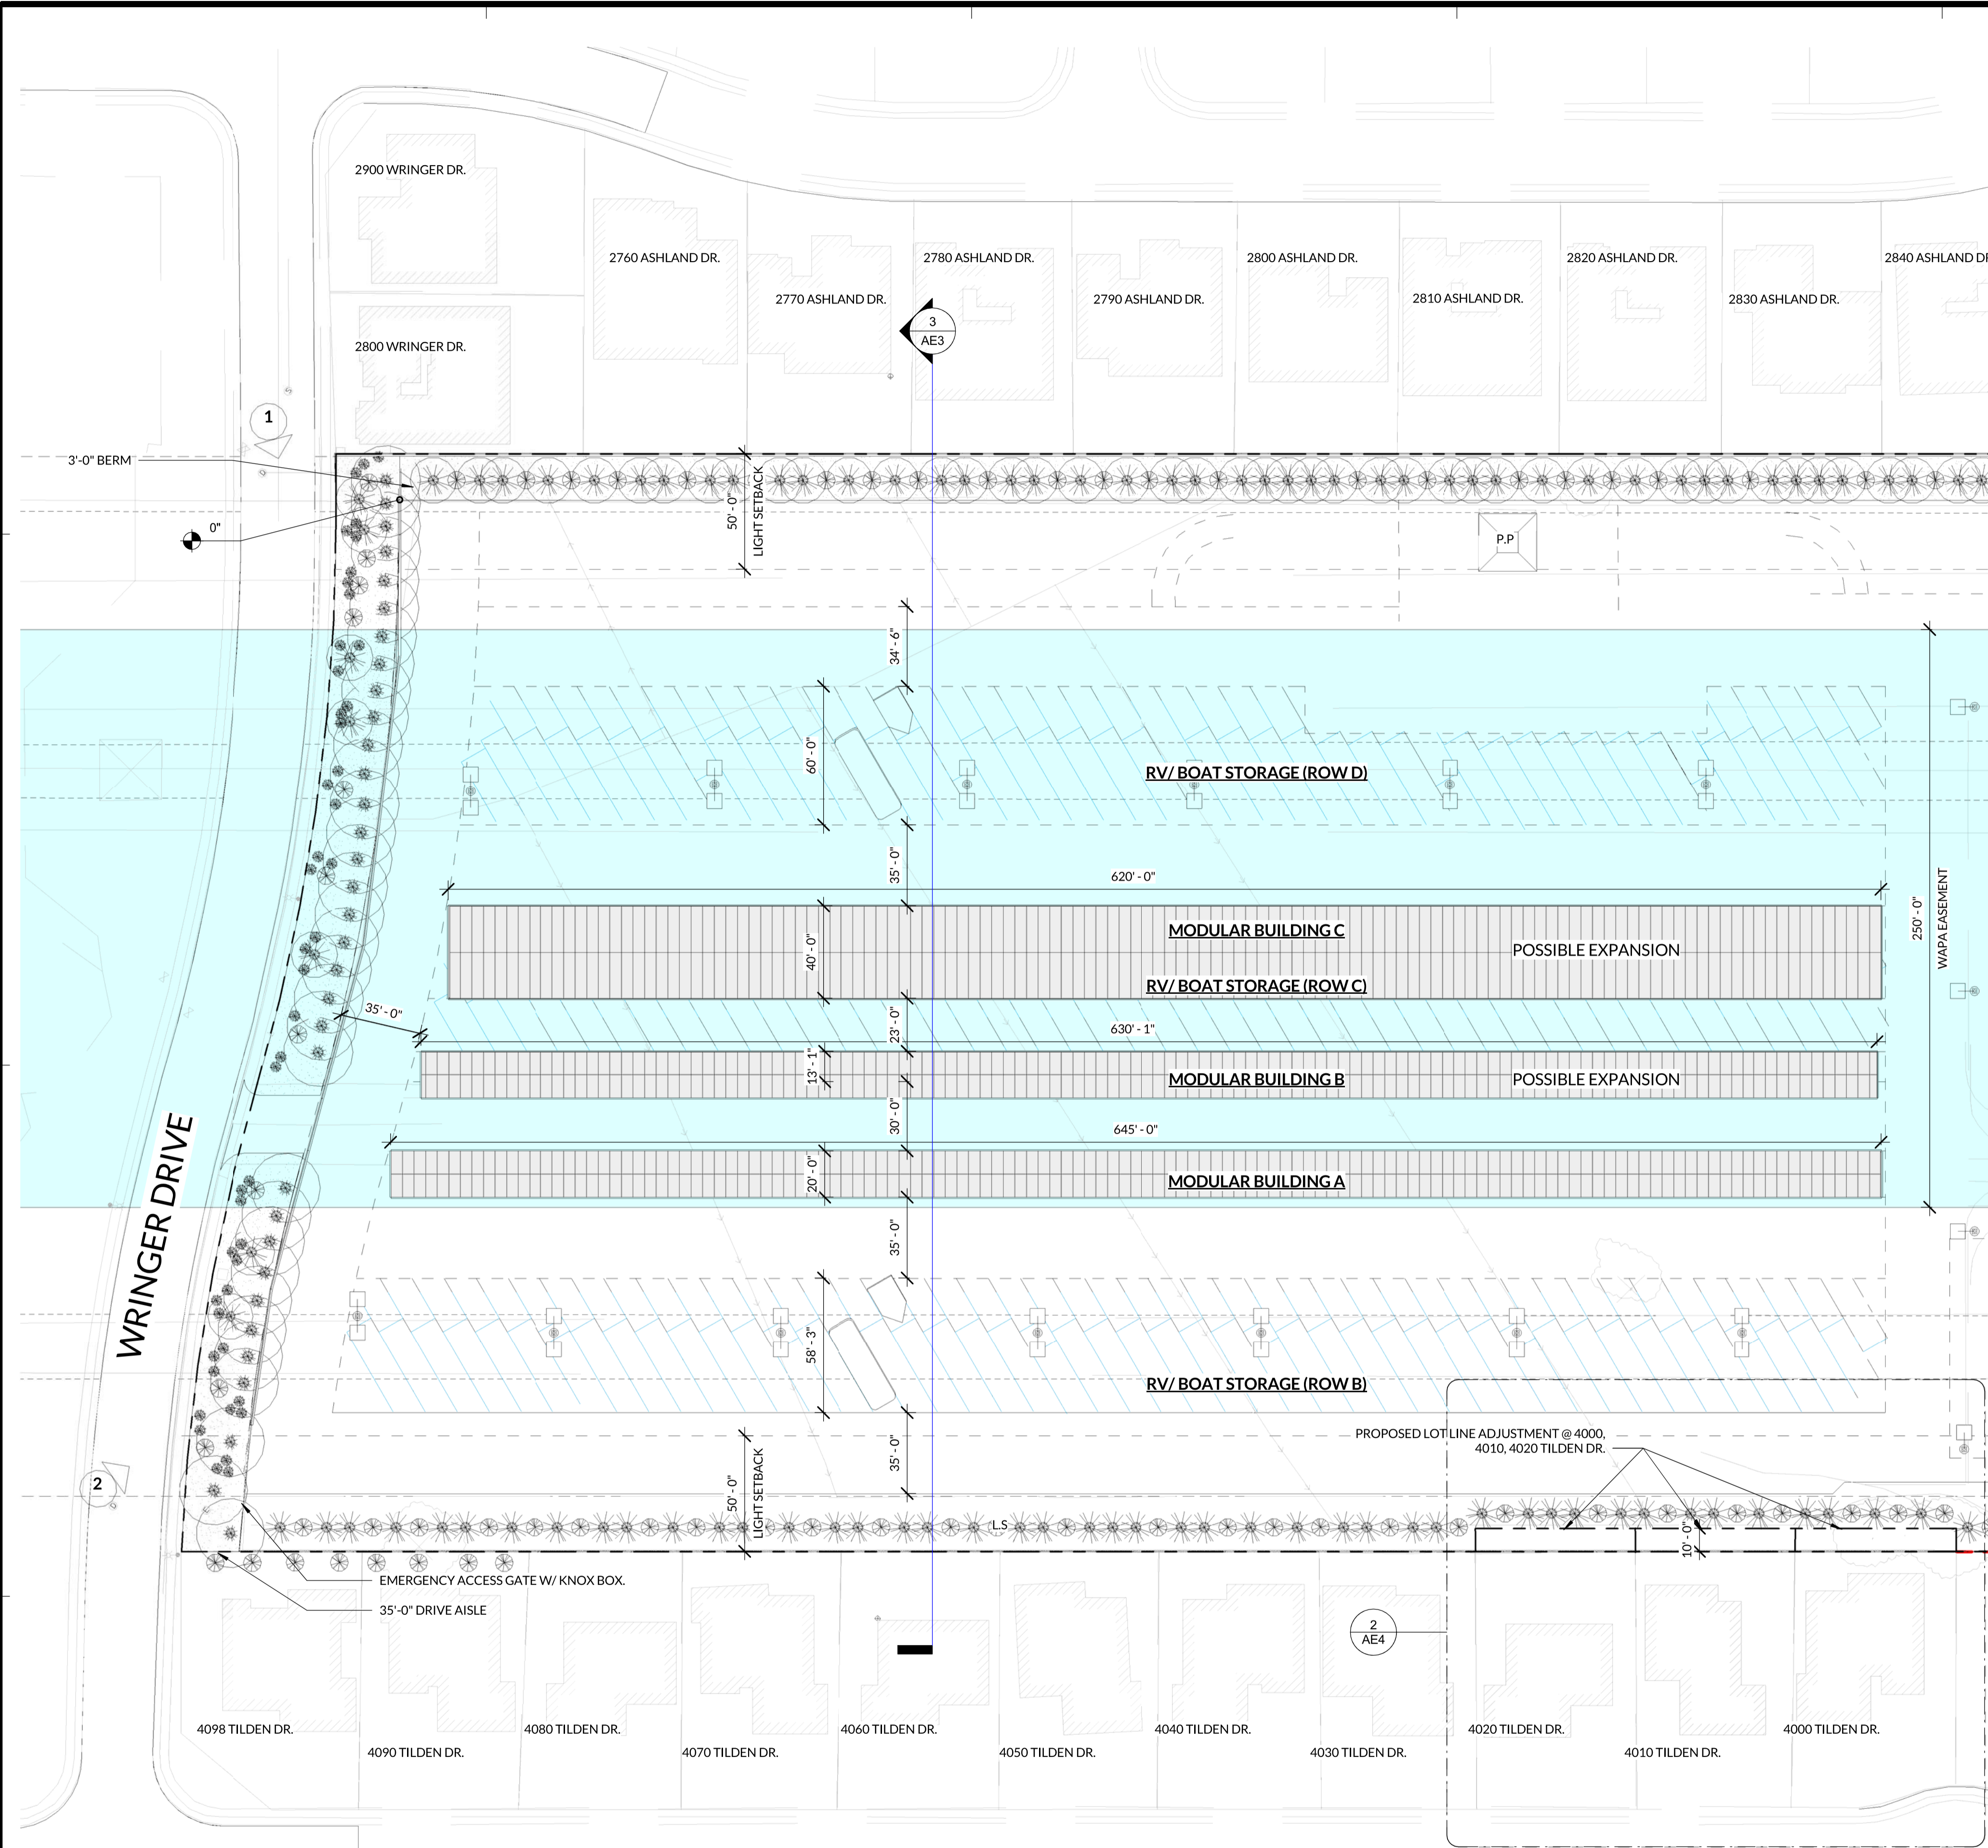 2900 WRINGER DR.
2760 ASHLAND DR.
2780 ASHLAND DR.
2800 ASHLAND DR.
2820 ASHLAND DR.
2840 ASHLAND DR
2770 ASHLAND DR.
2790 ASHLAND DR.
2810 ASHLAND DR.
2830 ASHLAND DR.
3
AE3
2800 WRINGER DR.
1
3'-0" BERM
50' - 0"
LIGHT SETBACK
0"
P.P
34' - 6"
60' - 0"
RV/ BOAT STORAGE (ROW D)
35' - 0"
620' - 0"
MODULAR BUILDING C
40' - 0"
POSSIBLE EXPANSION
250' - 0"
WAPA EASEMENT
RV/ BOAT STORAGE (ROW C)
35' - 0"
23' - 0"
630' - 1"
13' - 1"
MODULAR BUILDING B
POSSIBLE EXPANSION
30' - 0"
645' - 0"
20' - 0"
MODULAR BUILDING A
WRINGER DRIVE
35' - 0"
58' - 3"
RV/ BOAT STORAGE (ROW B)
PROPOSED LOT LINE ADJUSTMENT @ 4000,
4010, 4020 TILDEN DR.
35' - 0"
2
50' - 0"
LIGHT SETBACK
L.S
10' - 0"
EMERGENCY ACCESS GATE W/ KNOX BOX.
35'-0" DRIVE AISLE
2
AE4
4098 TILDEN DR.
4080 TILDEN DR.
4060 TILDEN DR.
4040 TILDEN DR.
4020 TILDEN DR.
4000 TILDEN DR.
4090 TILDEN DR.
4070 TILDEN DR.
4050 TILDEN DR.
4030 TILDEN DR.
4010 TILDEN DR.